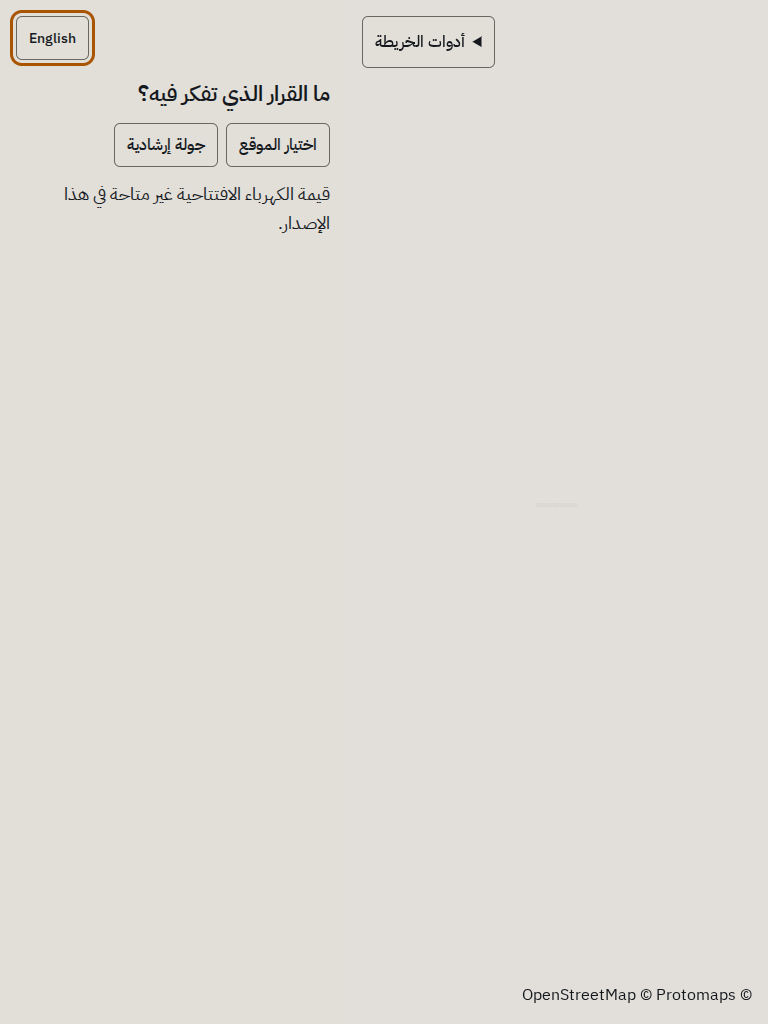 English
أدوات الخريطة
ما القرار الذي تفكر فيه؟
اختيار الموقع
جولة إرشادية
قيمة الكهرباء الافتتاحية غير متاحة في هذا
الإصدار.
OpenStreetMap © Protomaps ©